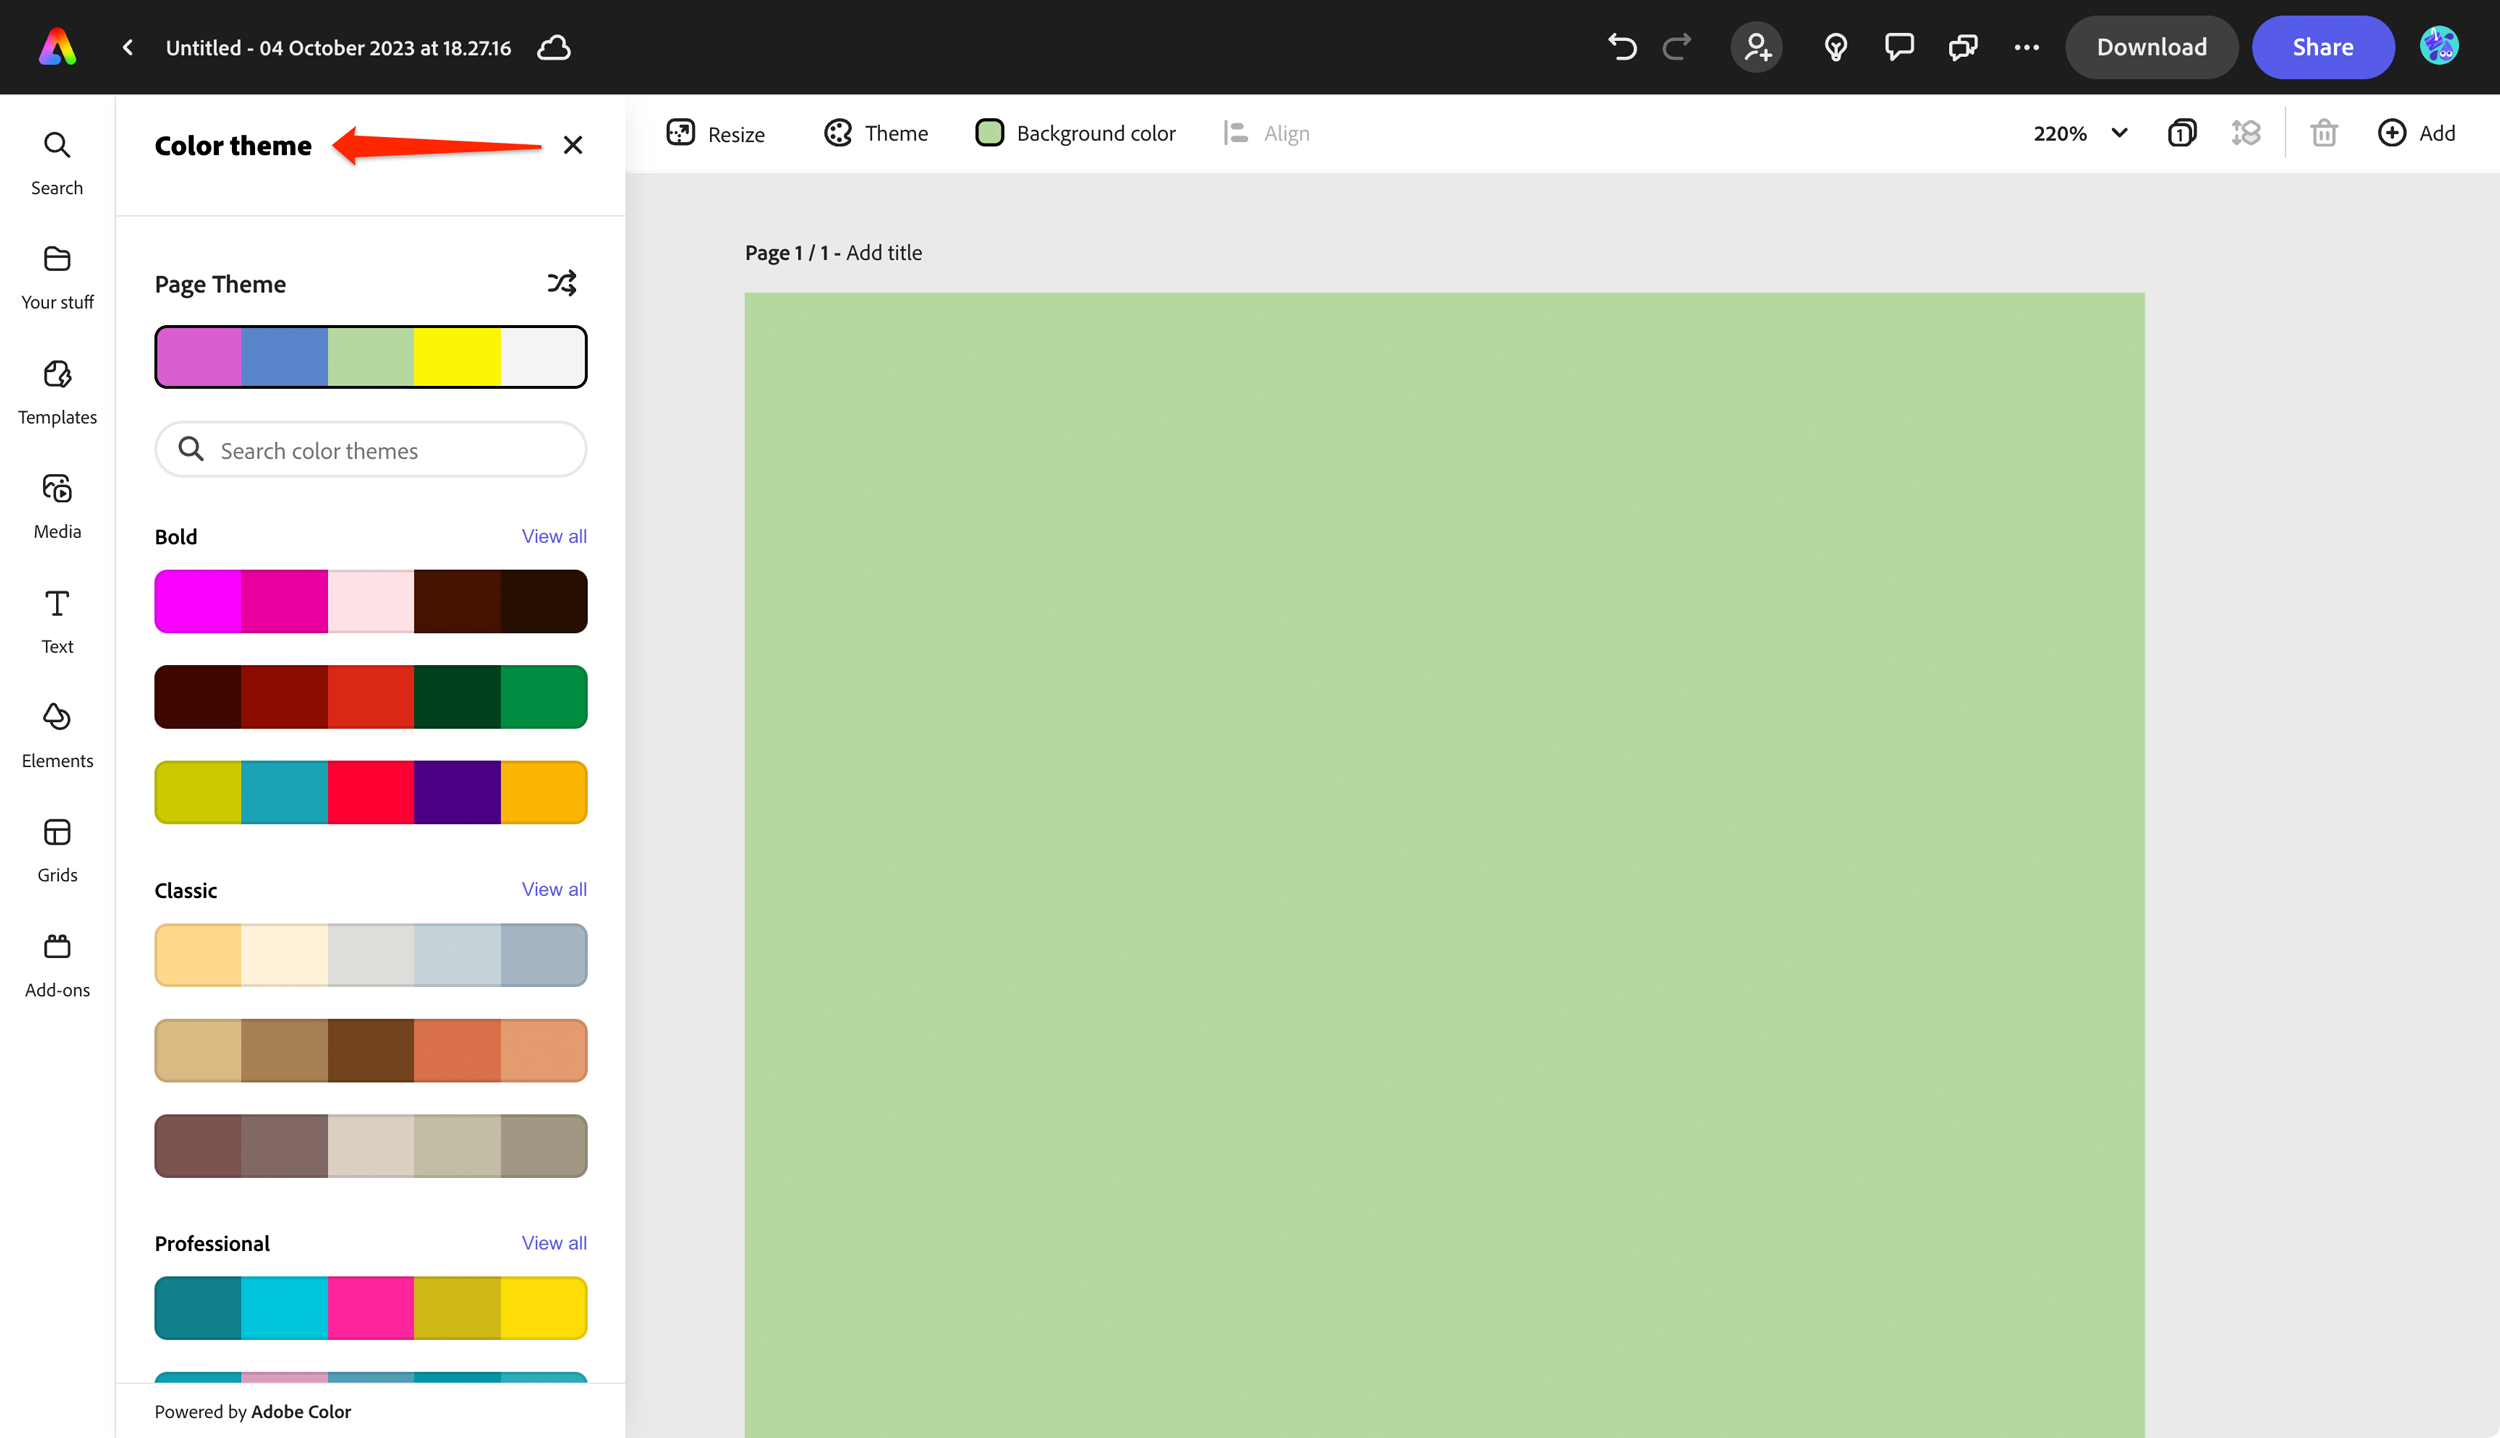 Untitled - 04 October 2023 at 18.27.16
Download
Share
Search
Your stuff
Templates
Media
Text
Elements
Grids
Add-ons
Color theme
Page Theme
Search color themes
Bold View all
Classic View all
Professional View all
Powered by Adobe Color
Resize Theme Background color Align 220% 1 Add
Page 1 / 1 - Add title